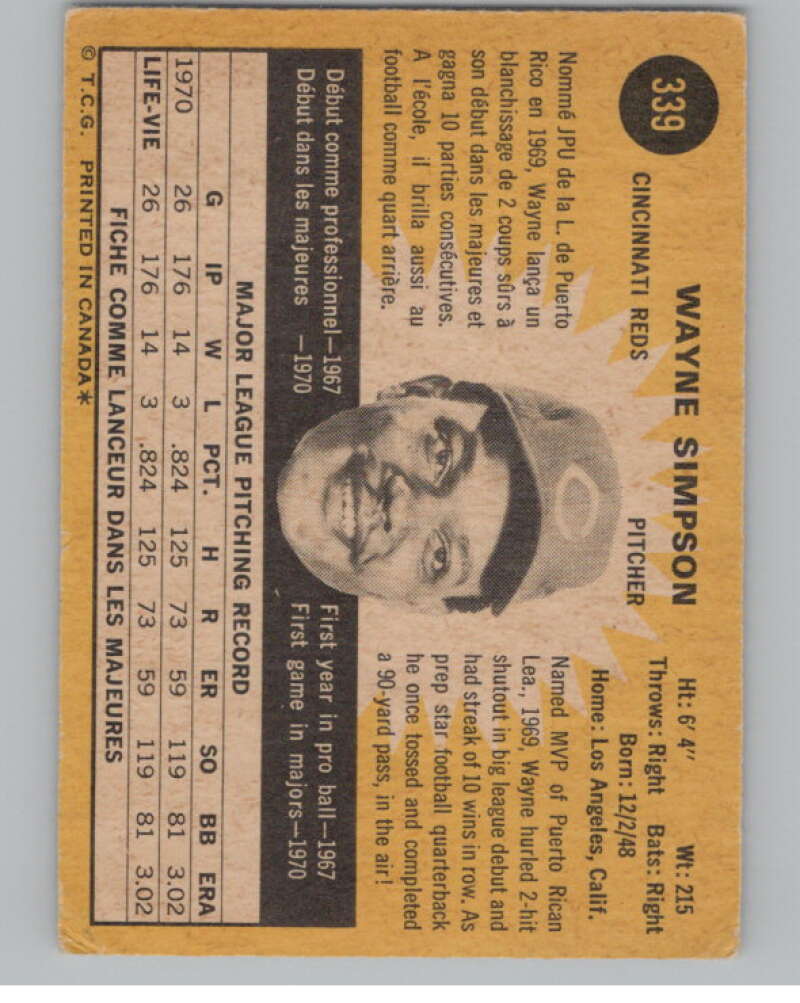 339
WAYNE SIMPSON
CINCINNATI REDS
PITCHER
Ht: 6' 4" Wt: 215
Throws: Right Bats: Right
Born: 12/2/48
Home: Los Angeles, Calif.
Nommé JPU de la L. de Puerto
Rico en 1969, Wayne lança un
blanchissage de 2 coups sûrs à
son début dans les majeures et
gagna 10 parties consécutives.
A l'école, il brilla aussi au
football comme quart arrière.
Named MVP of Puerto Rican
Lea., 1969, Wayne hurled 2-hit
shutout in big league debut and
had streak of 10 wins in row. As
prep star football quarterback
he once tossed and completed
a 90-yard pass, in the air!
Début comme professionnel—1967
Début dans les majeures —1970
First year in pro ball—1967
First game in majors—1970
MAJOR LEAGUE PITCHING RECORD
G IP W L PCT. H R ER SO BB ERA
1970 26 176 14 3 .824 125 73 59 119 81 3.02
LIFE-VIE 26 176 14 3 .824 125 73 59 119 81 3.02
FICHE COMME LANCEUR DANS LES MAJEURES
© T.C.G. PRINTED IN CANADA*